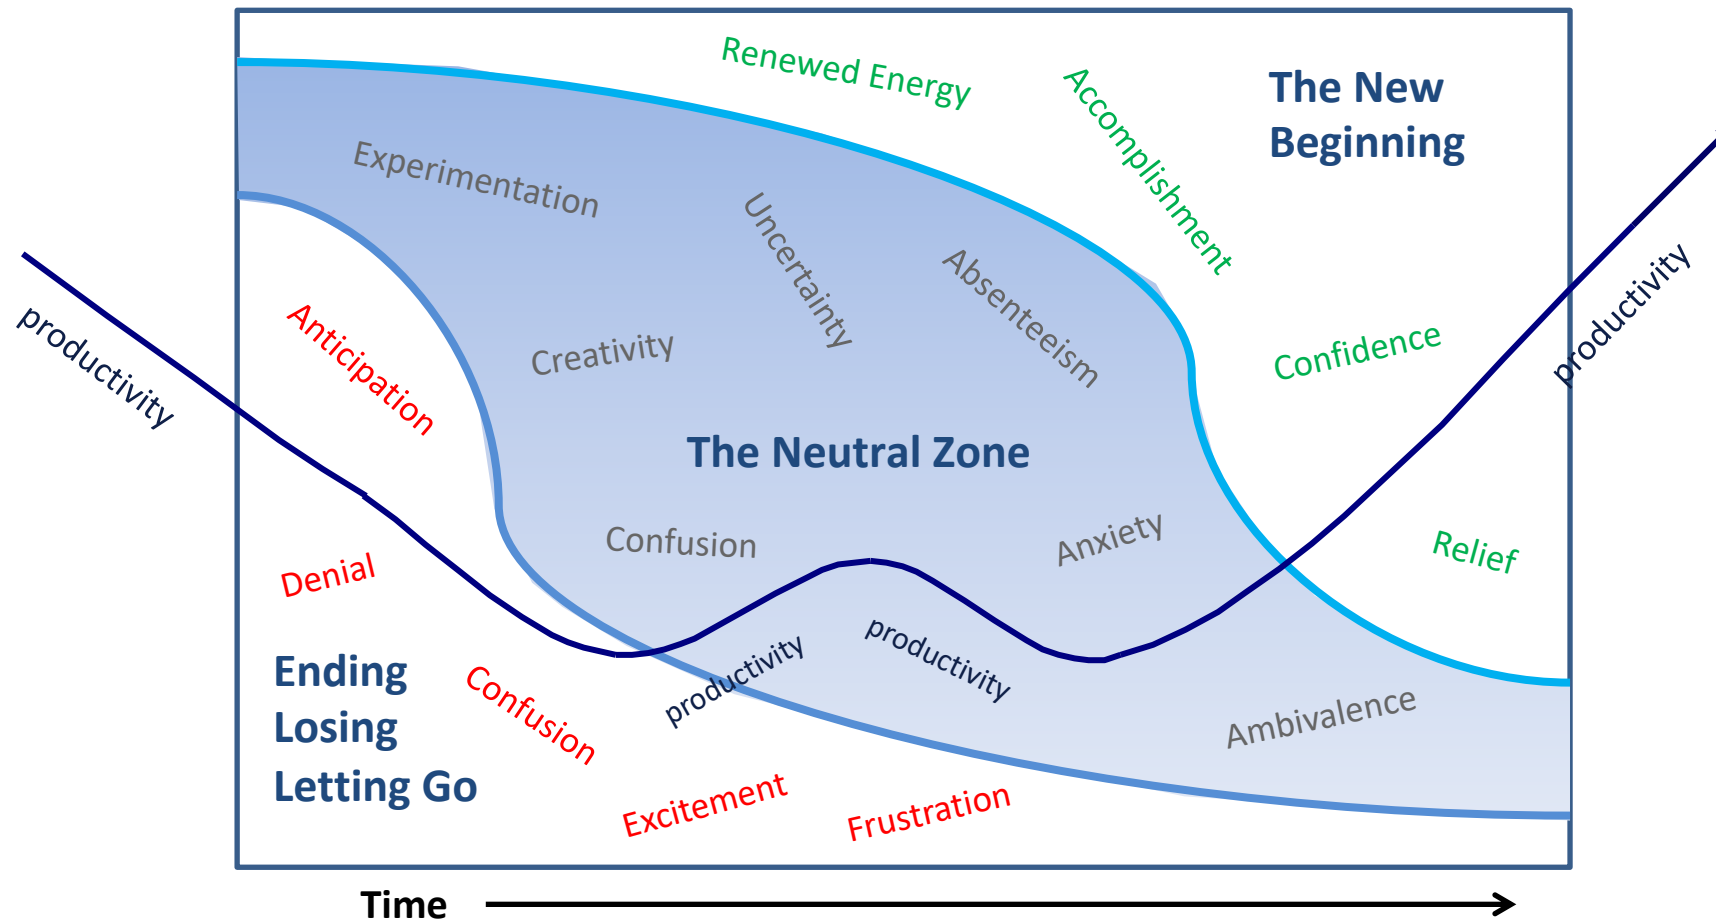 Renewed Energy
Accomplishment
The New
Beginning
Experimentation
Uncertainty
Absenteeism
productivity
Anticipation
Creativity
Confidence
productivity
The Neutral Zone
Confusion
Anxiety
Relief
Denial
productivity
productivity
Ending
Losing
Letting Go
Confusion
Ambivalence
Excitement
Frustration
Time